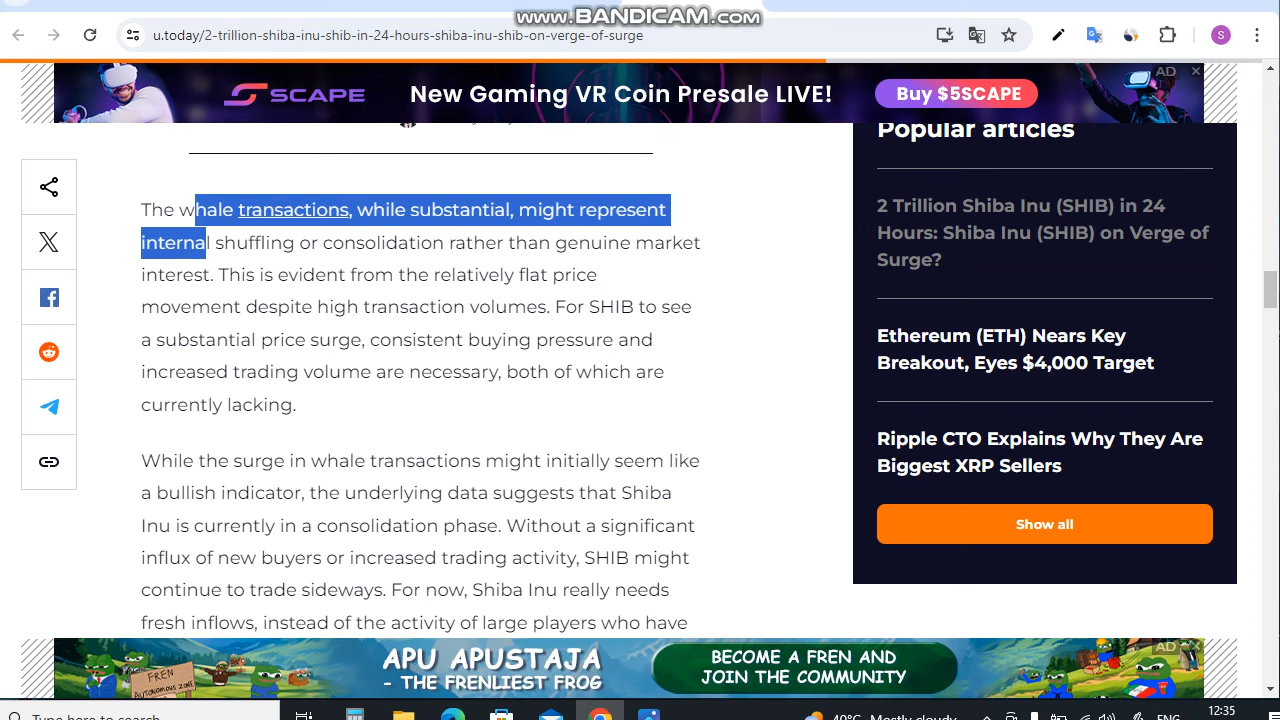 www.BANDICAM.com
u.today/2-trillion-shiba-inu-shib-in-24-hours-shiba-inu-shib-on-verge-of-surge
S
AD
SCAPE
New Gaming VR Coin Presale LIVE!
Buy $5SCAPE
The whale transactions, while substantial, might represent
internal shuffling or consolidation rather than genuine market
interest. This is evident from the relatively flat price
movement despite high transaction volumes. For SHIB to see
a substantial price surge, consistent buying pressure and
increased trading volume are necessary, both of which are
currently lacking.
While the surge in whale transactions might initially seem like
a bullish indicator, the underlying data suggests that Shiba
Inu is currently in a consolidation phase. Without a significant
influx of new buyers or increased trading activity, SHIB might
continue to trade sideways. For now, Shiba Inu really needs
fresh inflows, instead of the activity of large players who have
Popular articles
2 Trillion Shiba Inu (SHIB) in 24
Hours: Shiba Inu (SHIB) on Verge of
Surge?
Ethereum (ETH) Nears Key
Breakout, Eyes $4,000 Target
Ripple CTO Explains Why They Are
Biggest XRP Sellers
Show all
AD
FREN
AUTONOMOUS ZONE
APU APUSTAJA
- THE FRENLIEST FROG
BECOME A FREN AND
JOIN THE COMMUNITY
Type here to search
40°C Mostly cloudy
ENG
12:35